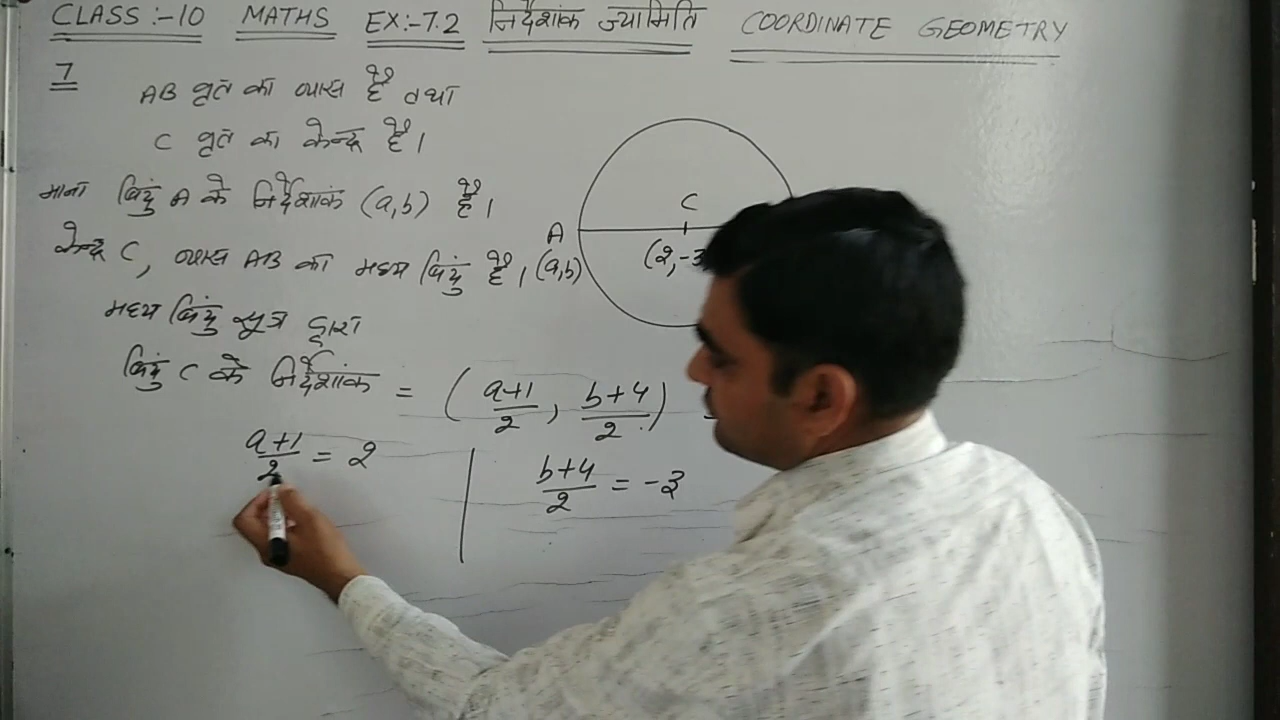 CLASS :-10 MATHS EX:-7.2 निर्देशांक ज्यामिति COORDINATE GEOMETRY
7
AB वृत का व्यास है तथा
C वृत का केन्द्र है।
माना बिंदु A के निर्देशांक (a,b) है।
केन्द्र C, व्यास AB का मध्य बिंदु है।
मध्य बिंदु सूत्र द्वारा
बिंदु C के निर्देशांक = (a+1/2, b+4/2)
a+1/2 = 2
b+4/2 = -3
C
A
(a,b)
(2,-3